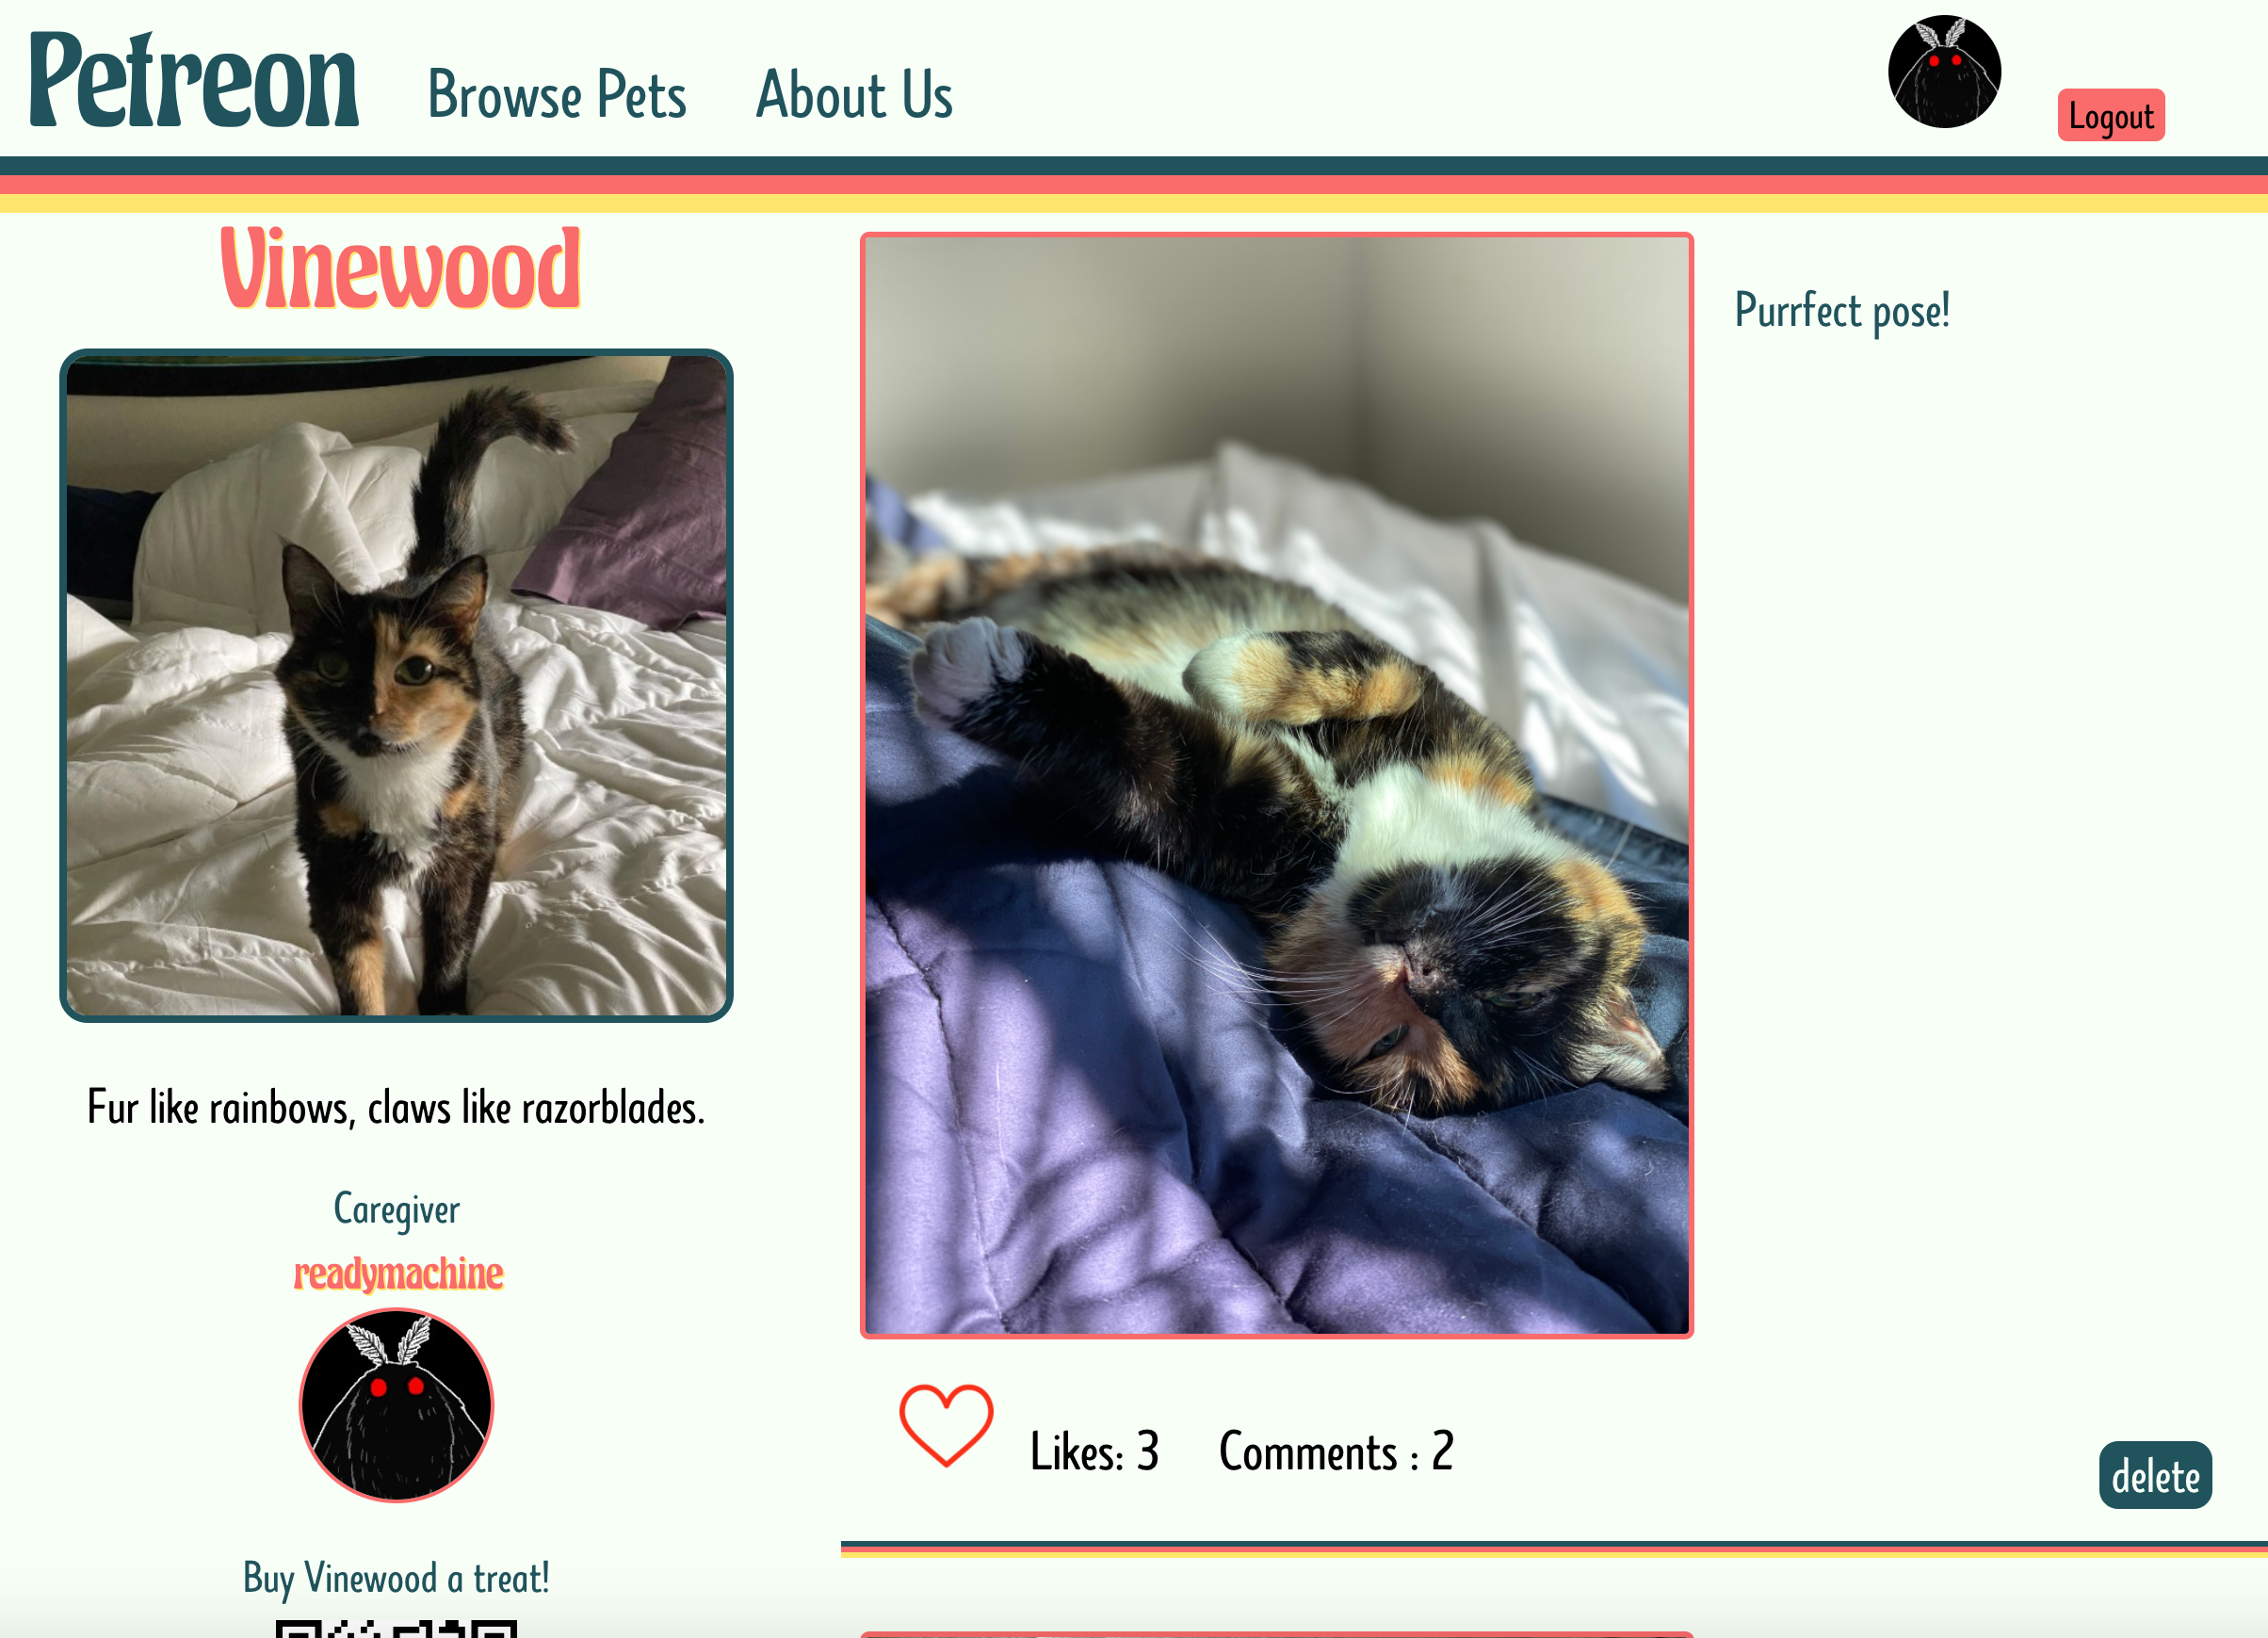 Petreon
Browse Pets
About Us
Logout
Vinewood
Fur like rainbows, claws like razorblades.
Caregiver
readymachine
Buy Vinewood a treat!
Purrfect pose!
Likes: 3
Comments : 2
delete